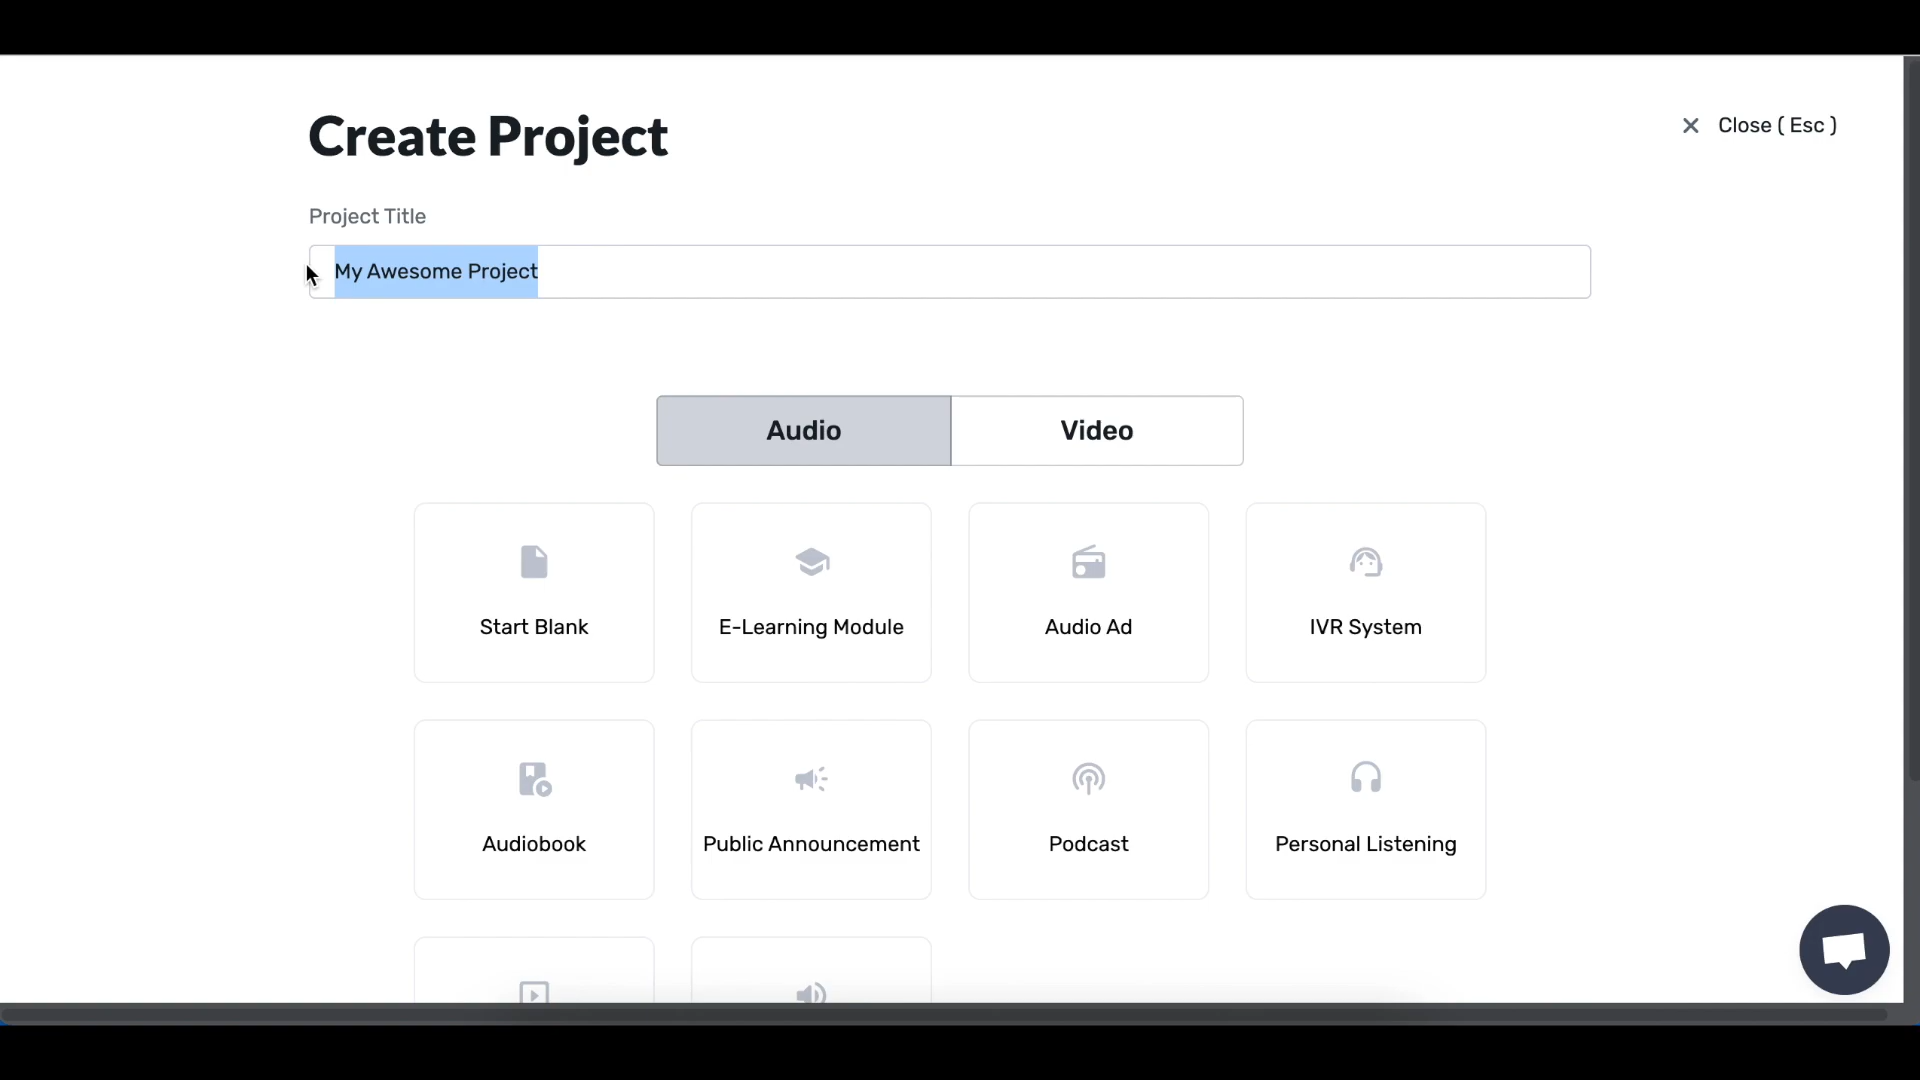 Create Project
Close ( Esc )
Project Title
My Awesome Project
Audio
Video
Start Blank
E-Learning Module
Audio Ad
IVR System
Audiobook
Public Announcement
Podcast
Personal Listening